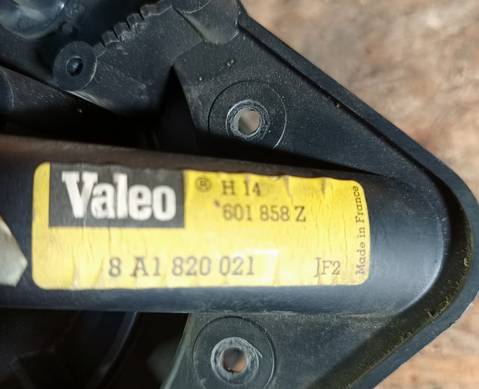 Valeo ® H 14
601 858 Z
8 A1 820 021 JF2
Made in France